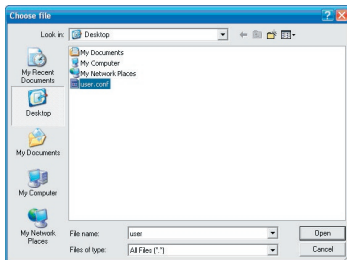 Choose file
Look in:
Desktop
My Recent
Documents
Desktop
My Documents
My Computer
My Network
Places
My Documents
My Computer
My Network Places
user.conf
File name:
user
Open
Files of type:
All Files (*.*)
Cancel